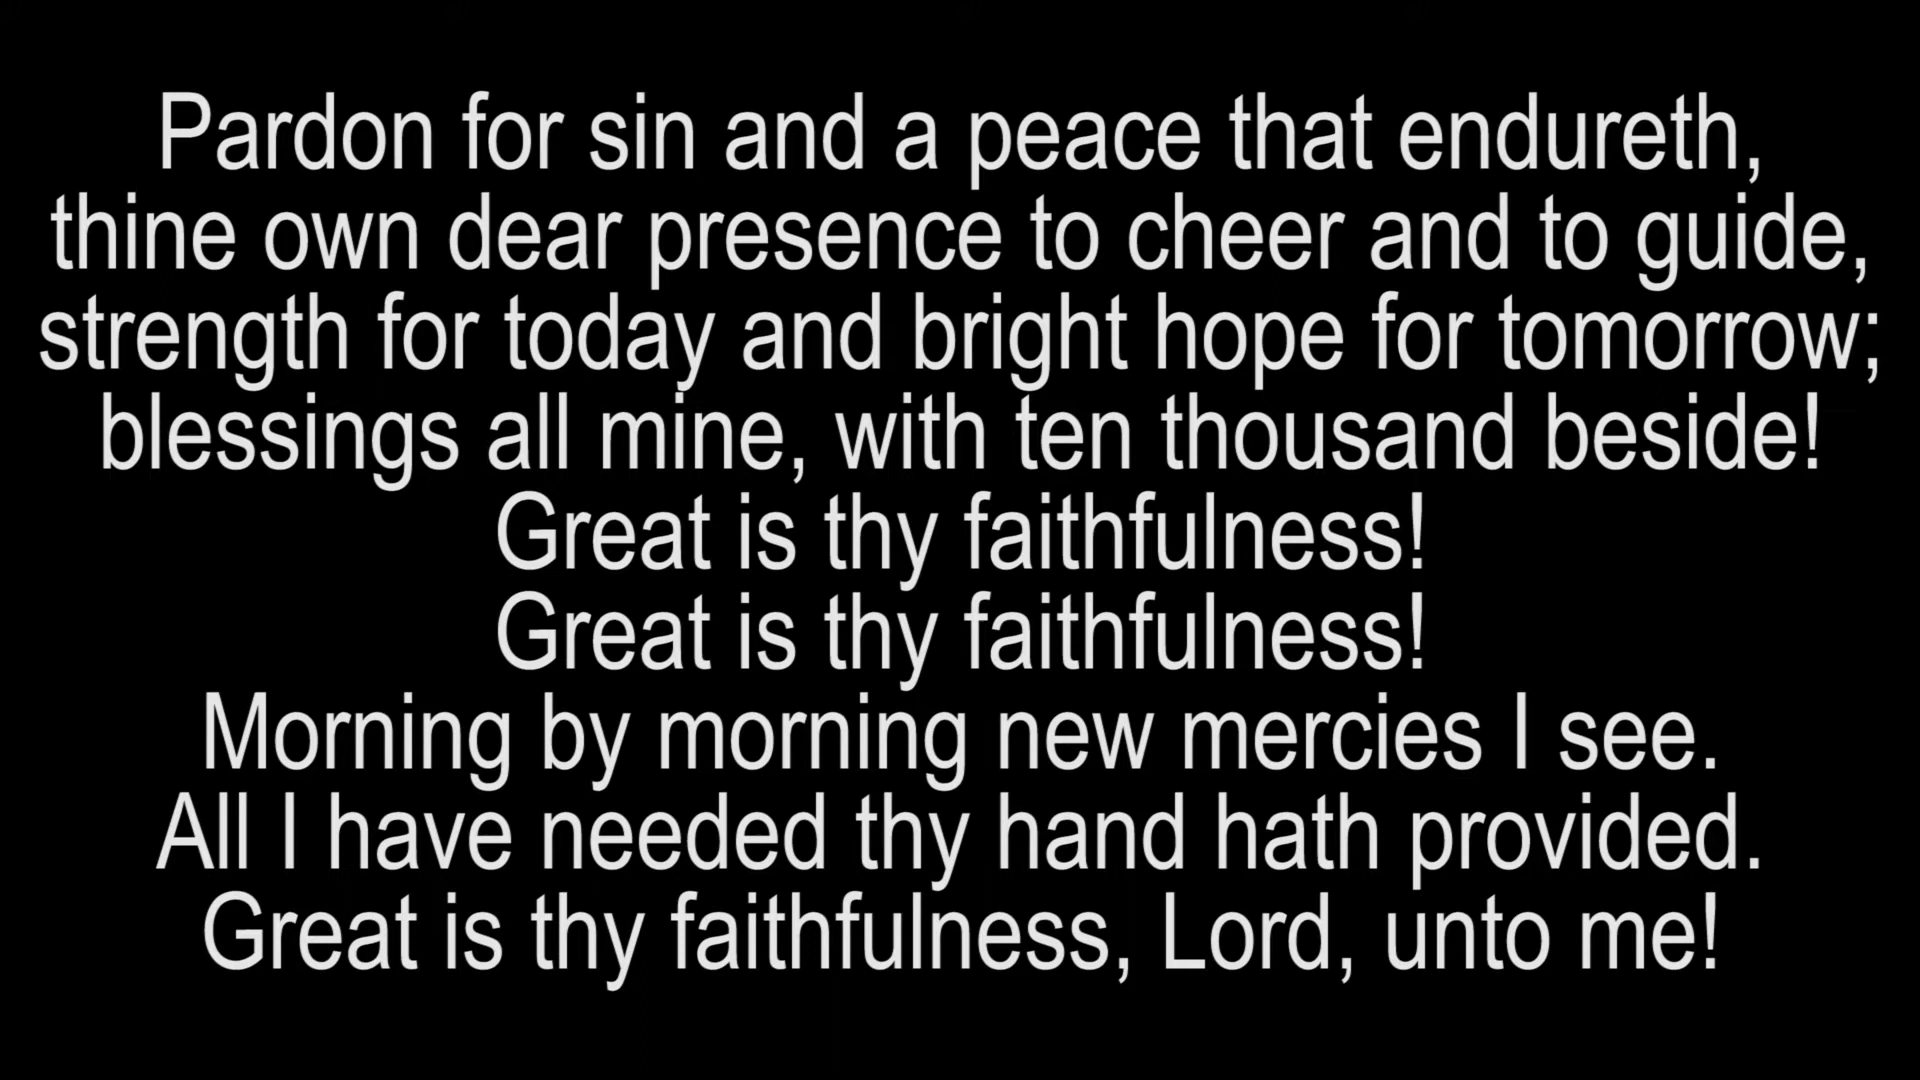 Pardon for sin and a peace that endureth,
thine own dear presence to cheer and to guide,
strength for today and bright hope for tomorrow;
blessings all mine, with ten thousand beside!
Great is thy faithfulness!
Great is thy faithfulness!
Morning by morning new mercies I see.
All I have needed thy hand hath provided.
Great is thy faithfulness, Lord, unto me!